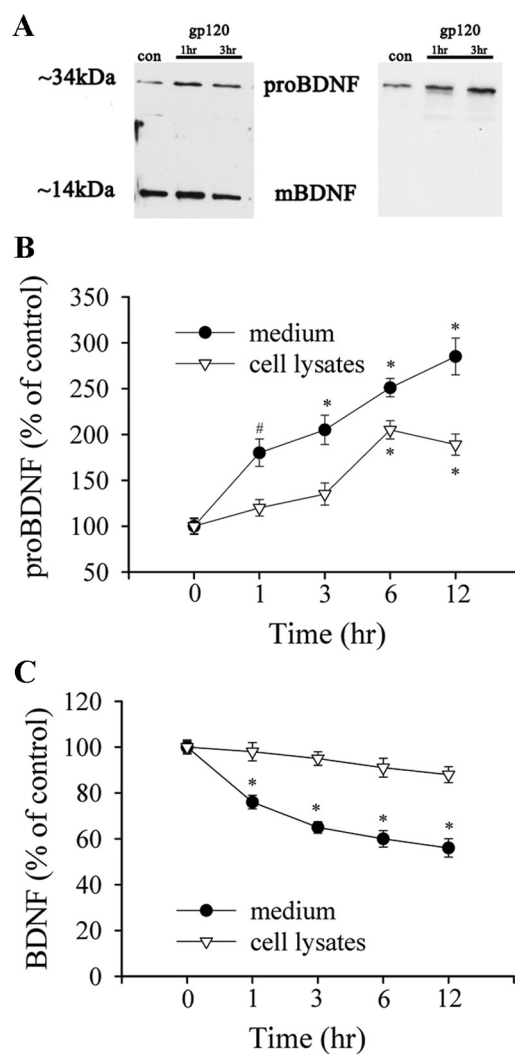 A
gp120
con 1hr 3hr
gp120
con 1hr 3hr
~34kDa proBDNF
~14kDa mBDNF
B
350
300
250
200
150
100
50
proBDNF (% of control)
medium
cell lysates
#
*
*
*
*
*
0 1 3 6 12
Time (hr)
C
120
100
80
60
40
20
0
BDNF (% of control)
*
*
*
*
medium
cell lysates
0 1 3 6 12
Time (hr)